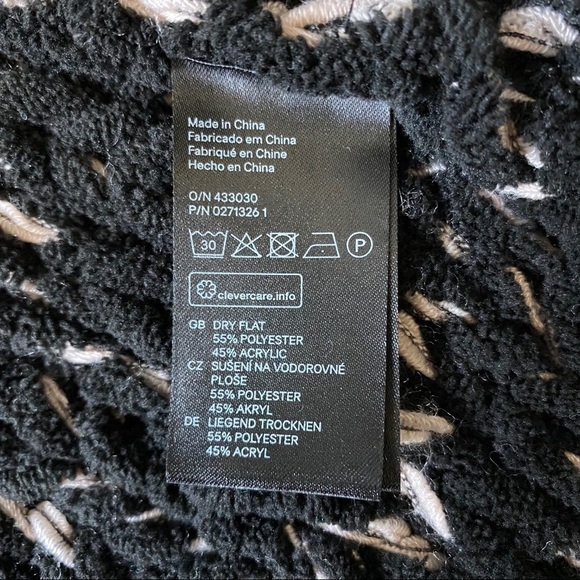 Made in China
Fabricado em China
Fabriqué en Chine
Hecho en China
O/N 433030
P/N 0271326 1
30 P
clevercare.info
GB DRY FLAT
55% POLYESTER
45% ACRYLIC
CZ SUŠENÍ NA VODOROVNÉ
PLOŠE
55% POLYESTER
45% AKRYL
DE LIEGEND TROCKNEN
55% POLYESTER
45% ACRYL